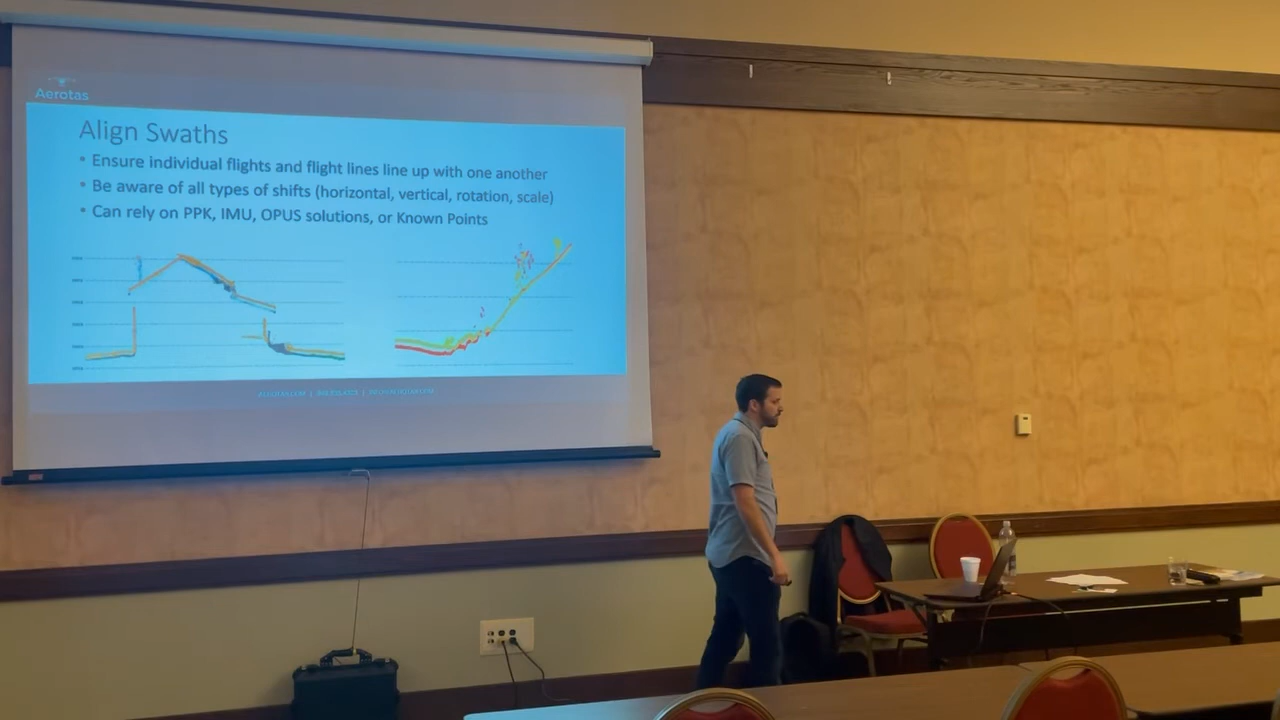 Aerotas
Align Swaths
• Ensure individual flights and flight lines line up with one another
• Be aware of all types of shifts (horizontal, vertical, rotation, scale)
• Can rely on PPK, IMU, OPUS solutions, or Known Points